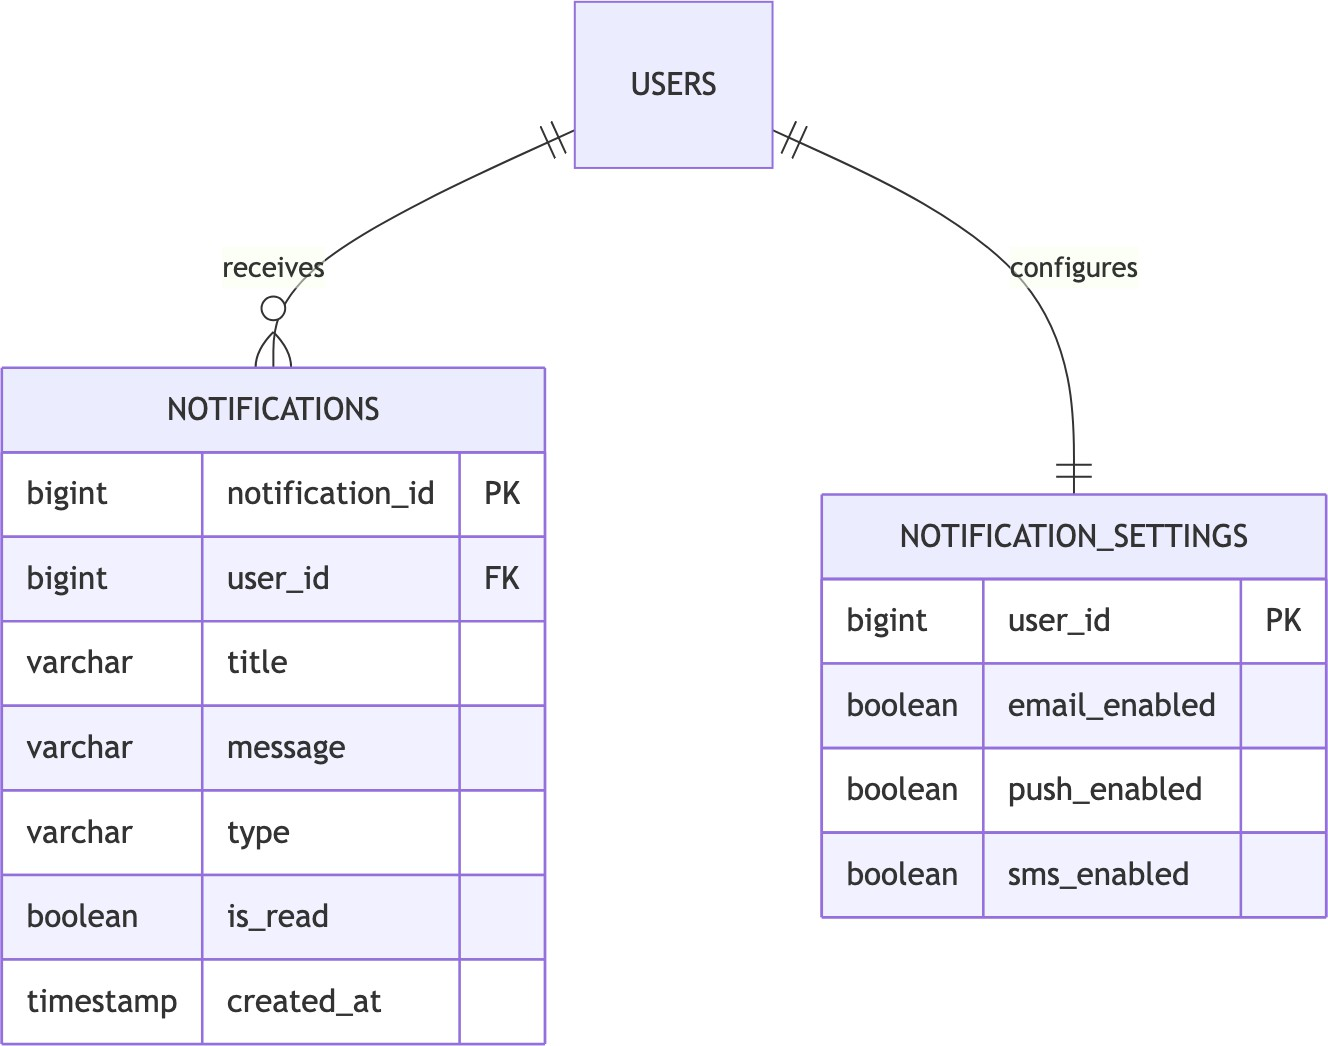 USERS
receives
configures
NOTIFICATIONS
bigint notification_id PK
bigint user_id FK
varchar title
varchar message
varchar type
boolean is_read
timestamp created_at
NOTIFICATION_SETTINGS
bigint user_id PK
boolean email_enabled
boolean push_enabled
boolean sms_enabled